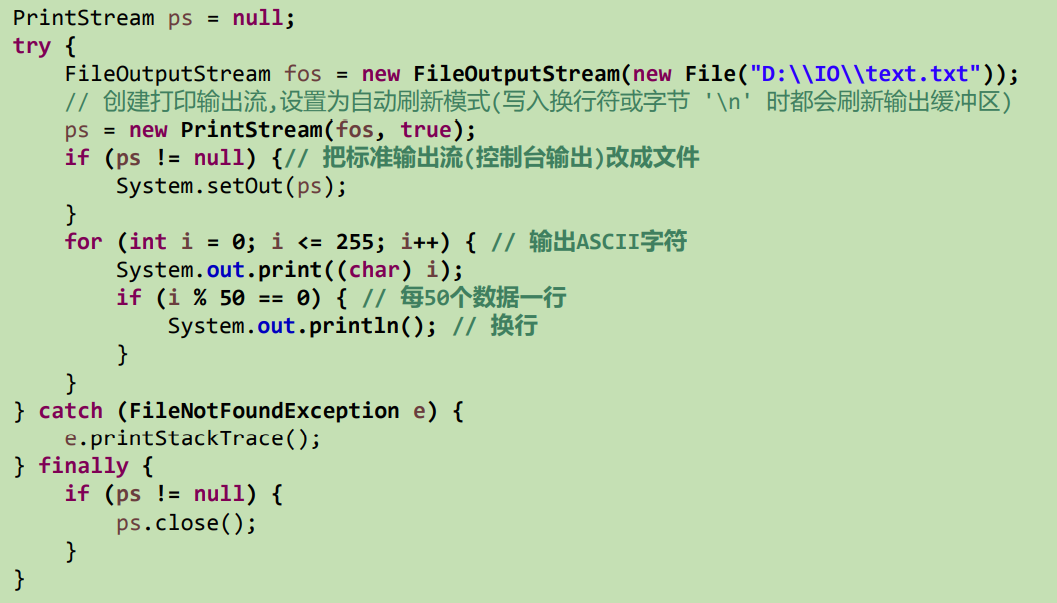 PrintStream ps = null;
try {
    FileOutputStream fos = new FileOutputStream(new File("D:\\IO\\text.txt"));
    // 创建打印输出流,设置为自动刷新模式(写入换行符或字节 '\n' 时都会刷新输出缓冲区)
    ps = new PrintStream(fos, true);
    if (ps != null) {// 把标准输出流(控制台输出)改成文件
        System.setOut(ps);
    }
    for (int i = 0; i <= 255; i++) { // 输出ASCII字符
        System.out.print((char) i);
        if (i % 50 == 0) { // 每50个数据一行
            System.out.println(); // 换行
        }
    }
} catch (FileNotFoundException e) {
    e.printStackTrace();
} finally {
    if (ps != null) {
        ps.close();
    }
}